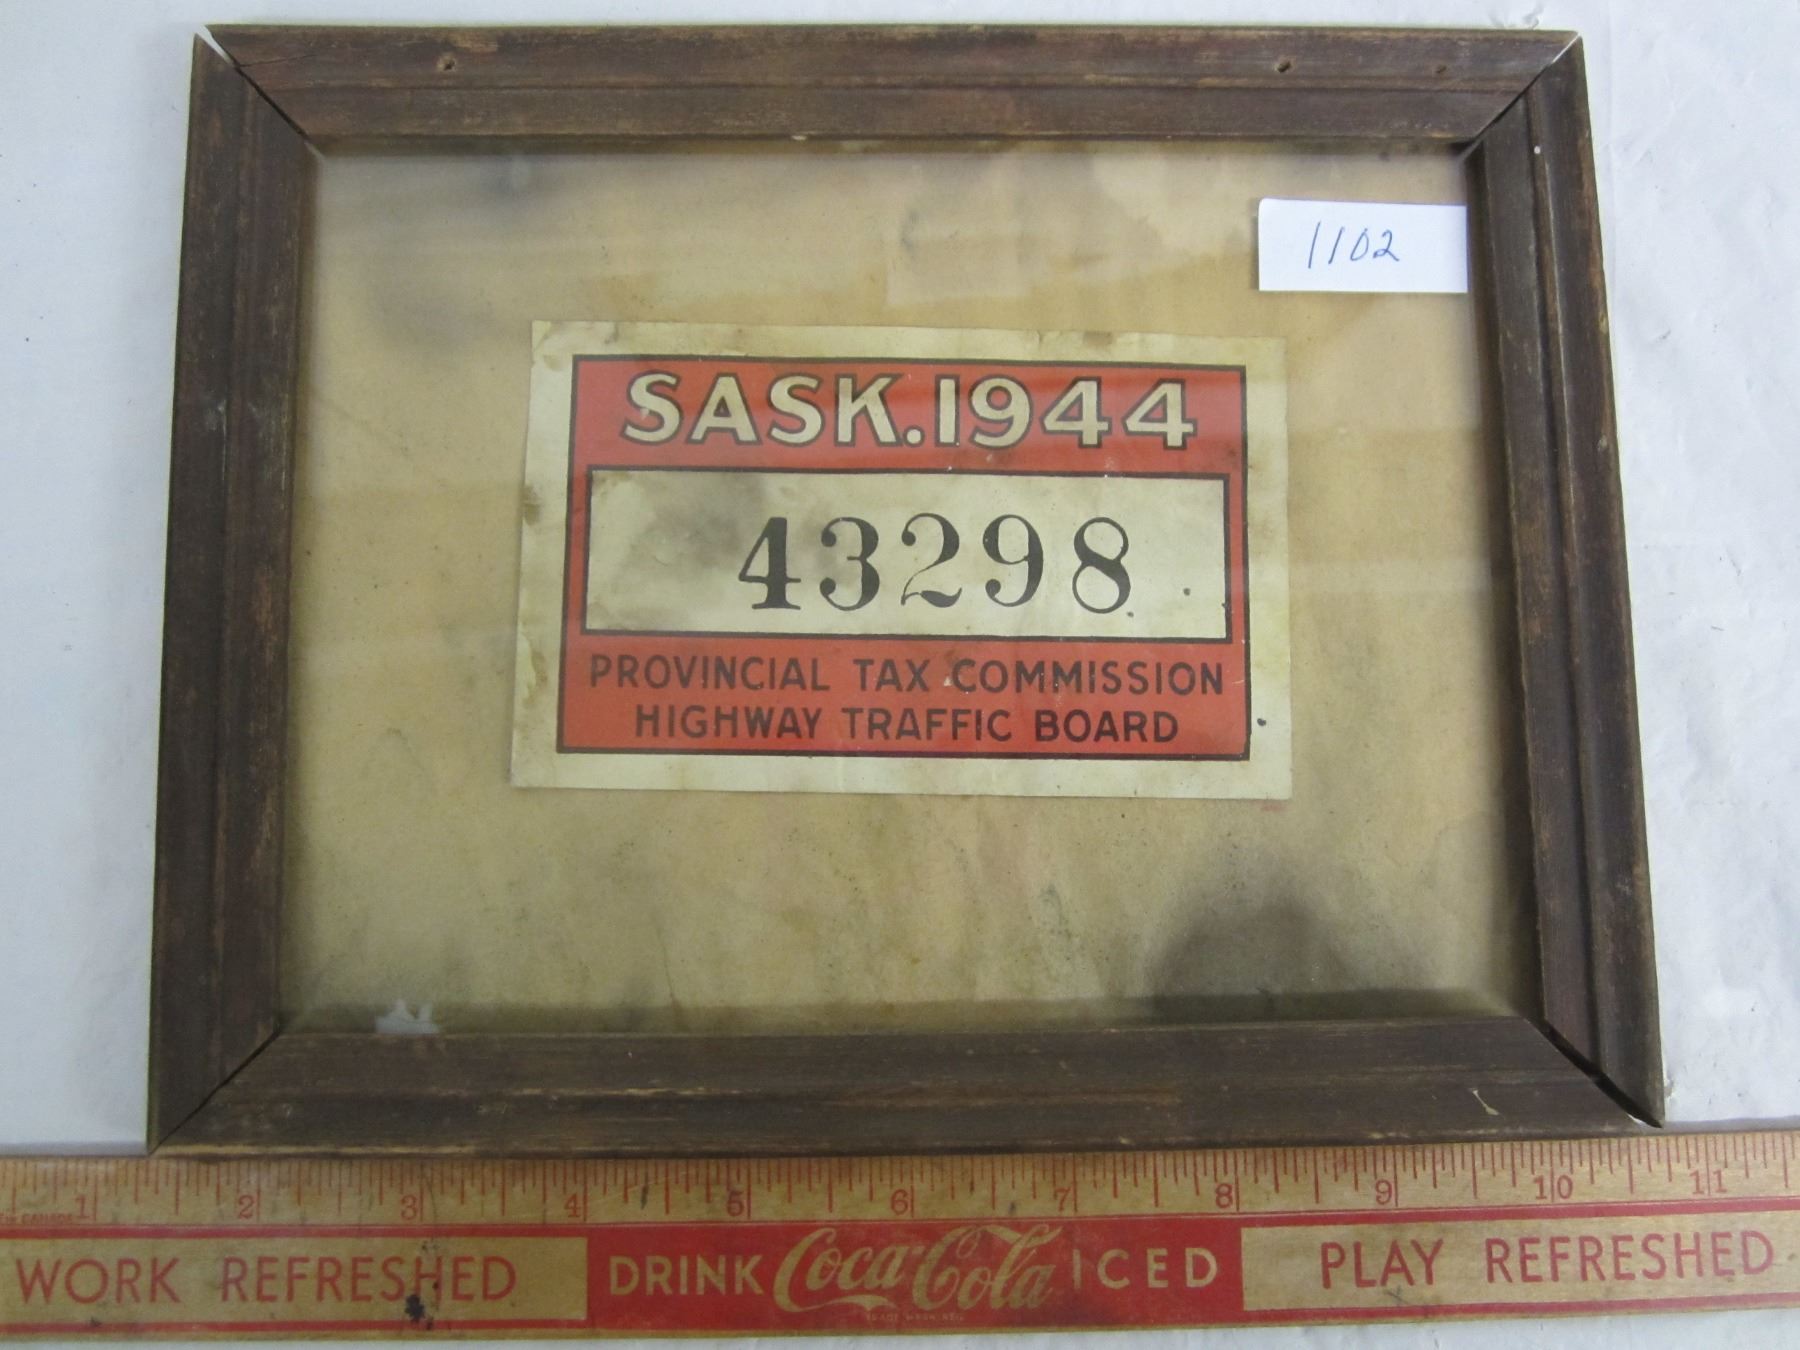 1102
SASK. 1944
43298
PROVINCIAL TAX COMMISSION
HIGHWAY TRAFFIC BOARD
1 2 3 4 5 6 7 8 9 10 11
CANADA
WORK REFRESHED DRINK Coca-Cola ICED PLAY REFRESHED